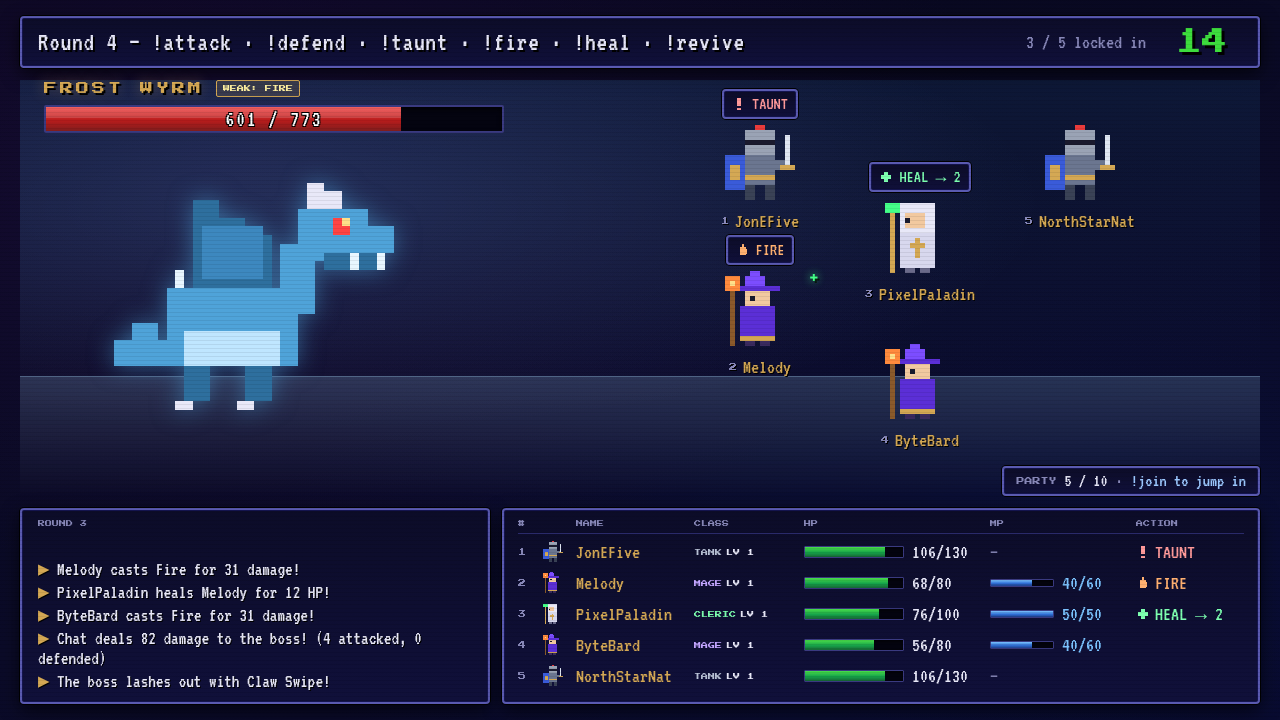 Round 4 – !attack · !defend · !taunt · !fire · !heal · !revive
3 / 5 locked in
14
FROST WYRM
WEAK: FIRE
601 / 773
TAUNT
1 JonEFive
HEAL → 2
3 PixelPaladin
5 NorthStarNat
FIRE
2 Melody
4 ByteBard
PARTY 5 / 10 · !join to jump in
ROUND 3
▶ Melody casts Fire for 31 damage!
▶ PixelPaladin heals Melody for 12 HP!
▶ ByteBard casts Fire for 31 damage!
▶ Chat deals 82 damage to the boss! (4 attacked, 0
defended)
▶ The boss lashes out with Claw Swipe!
# NAME CLASS HP MP ACTION
1 JonEFive TANK LV 1 106/130 – TAUNT
2 Melody MAGE LV 1 68/80 40/60 FIRE
3 PixelPaladin CLERIC LV 1 76/100 50/50 HEAL → 2
4 ByteBard MAGE LV 1 56/80 40/60
5 NorthStarNat TANK LV 1 106/130 –